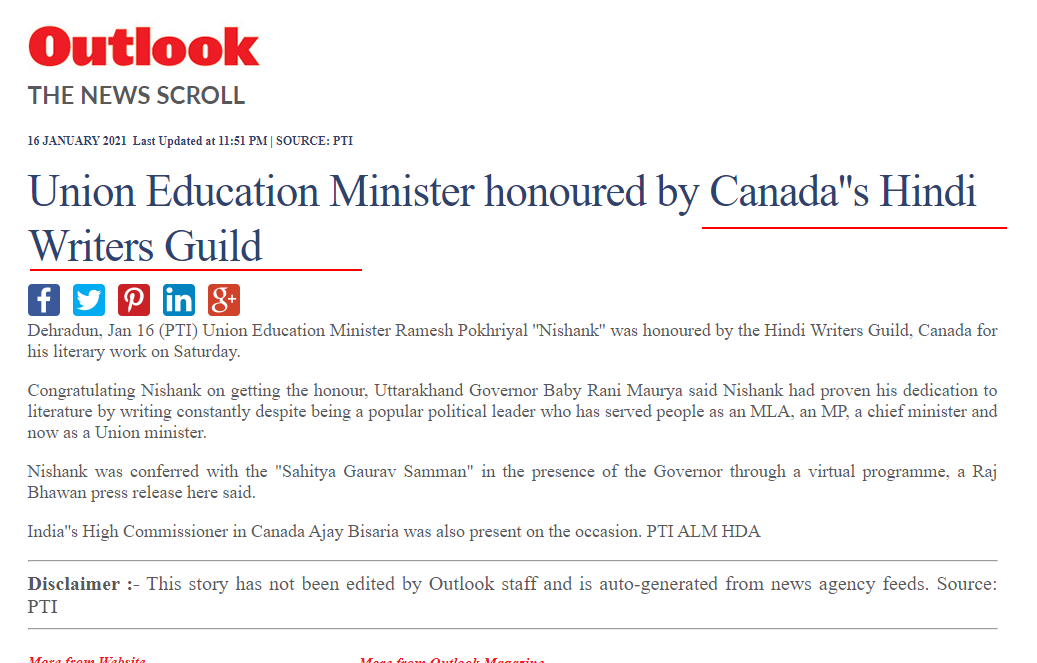 Outlook
THE NEWS SCROLL
16 JANUARY 2021 Last Updated at 11:51 PM | SOURCE: PTI
Union Education Minister honoured by Canada"s Hindi
Writers Guild
Dehradun, Jan 16 (PTI) Union Education Minister Ramesh Pokhriyal "Nishank" was honoured by the Hindi Writers Guild, Canada for
his literary work on Saturday.
Congratulating Nishank on getting the honour, Uttarakhand Governor Baby Rani Maurya said Nishank had proven his dedication to
literature by writing constantly despite being a popular political leader who has served people as an MLA, an MP, a chief minister and
now as a Union minister.
Nishank was conferred with the "Sahitya Gaurav Samman" in the presence of the Governor through a virtual programme, a Raj
Bhawan press release here said.
India"s High Commissioner in Canada Ajay Bisaria was also present on the occasion. PTI ALM HDA
Disclaimer :- This story has not been edited by Outlook staff and is auto-generated from news agency feeds. Source:
PTI
More from Website More from Outlook Magazine